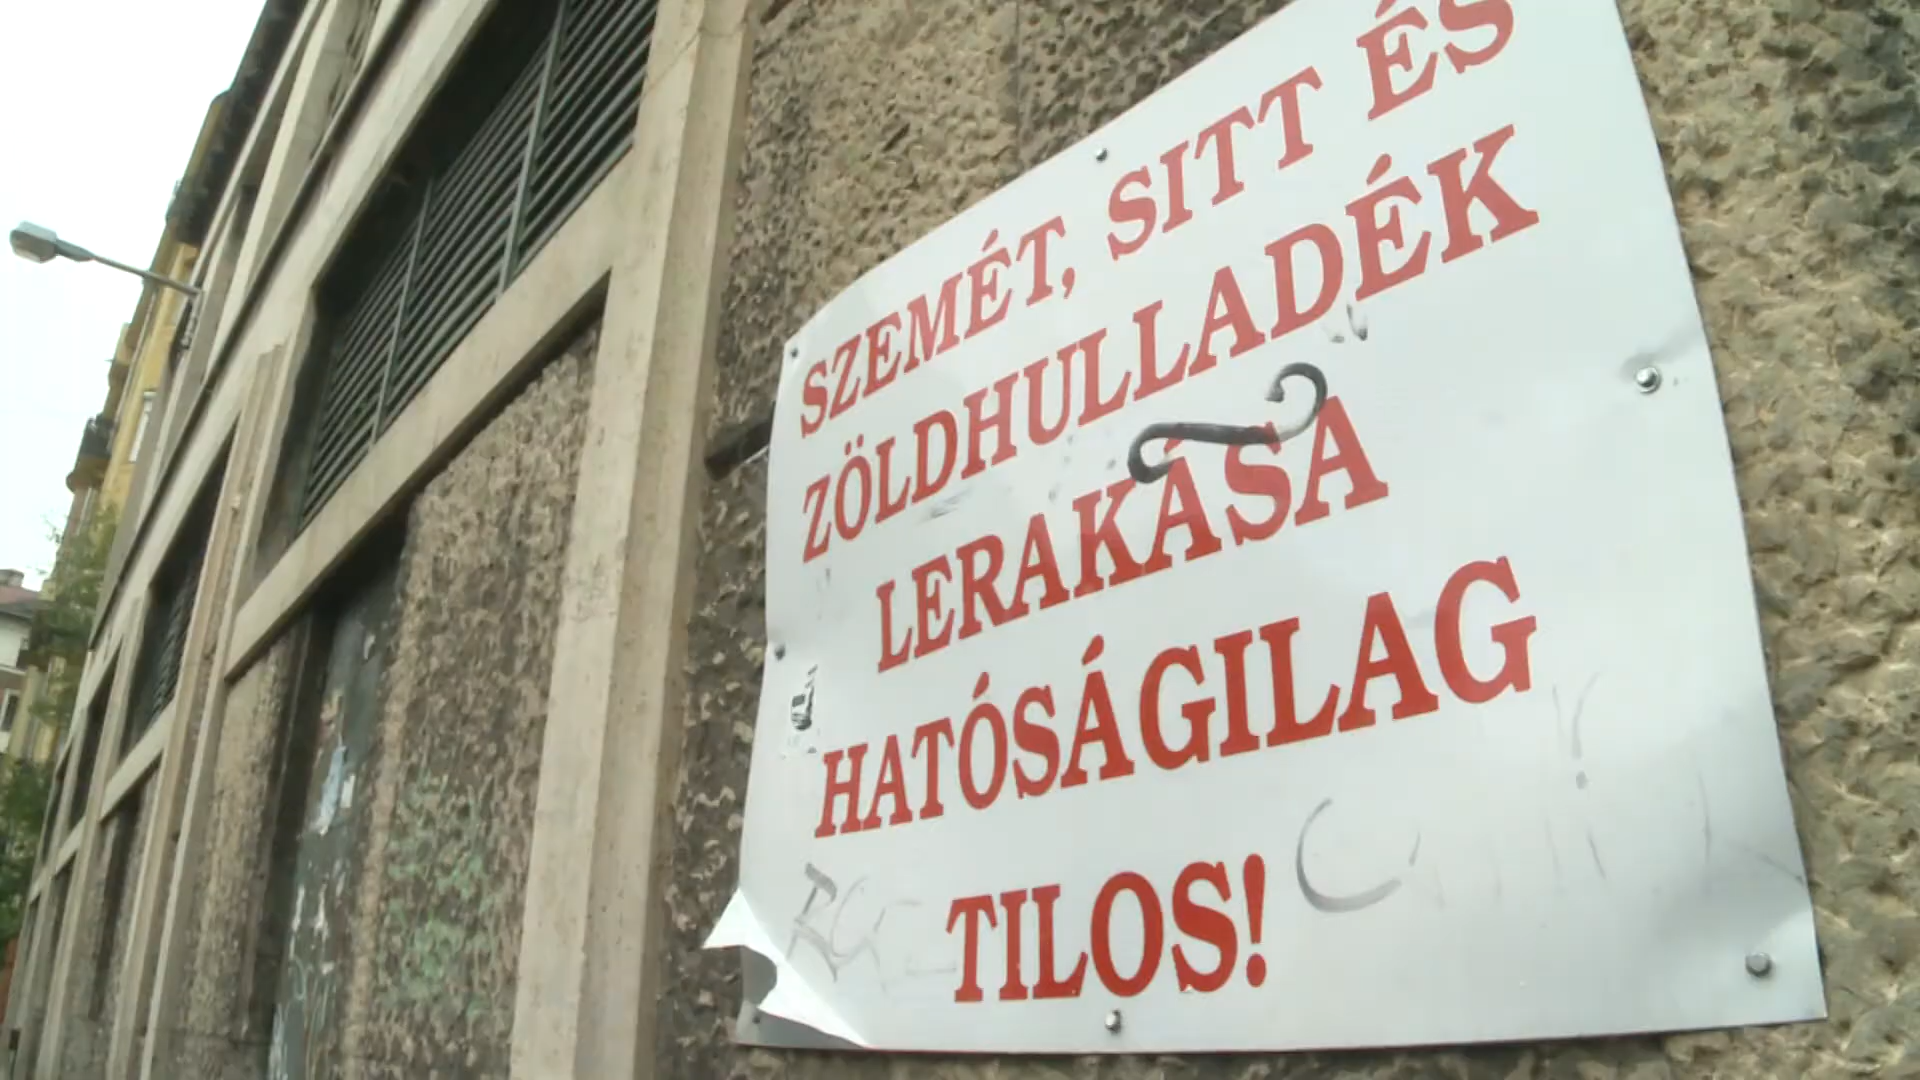 SZEMÉT, SITT ÉS
ZÖLDHULLADÉK
LERAKÁSA
HATÓSÁGILAG
TILOS!